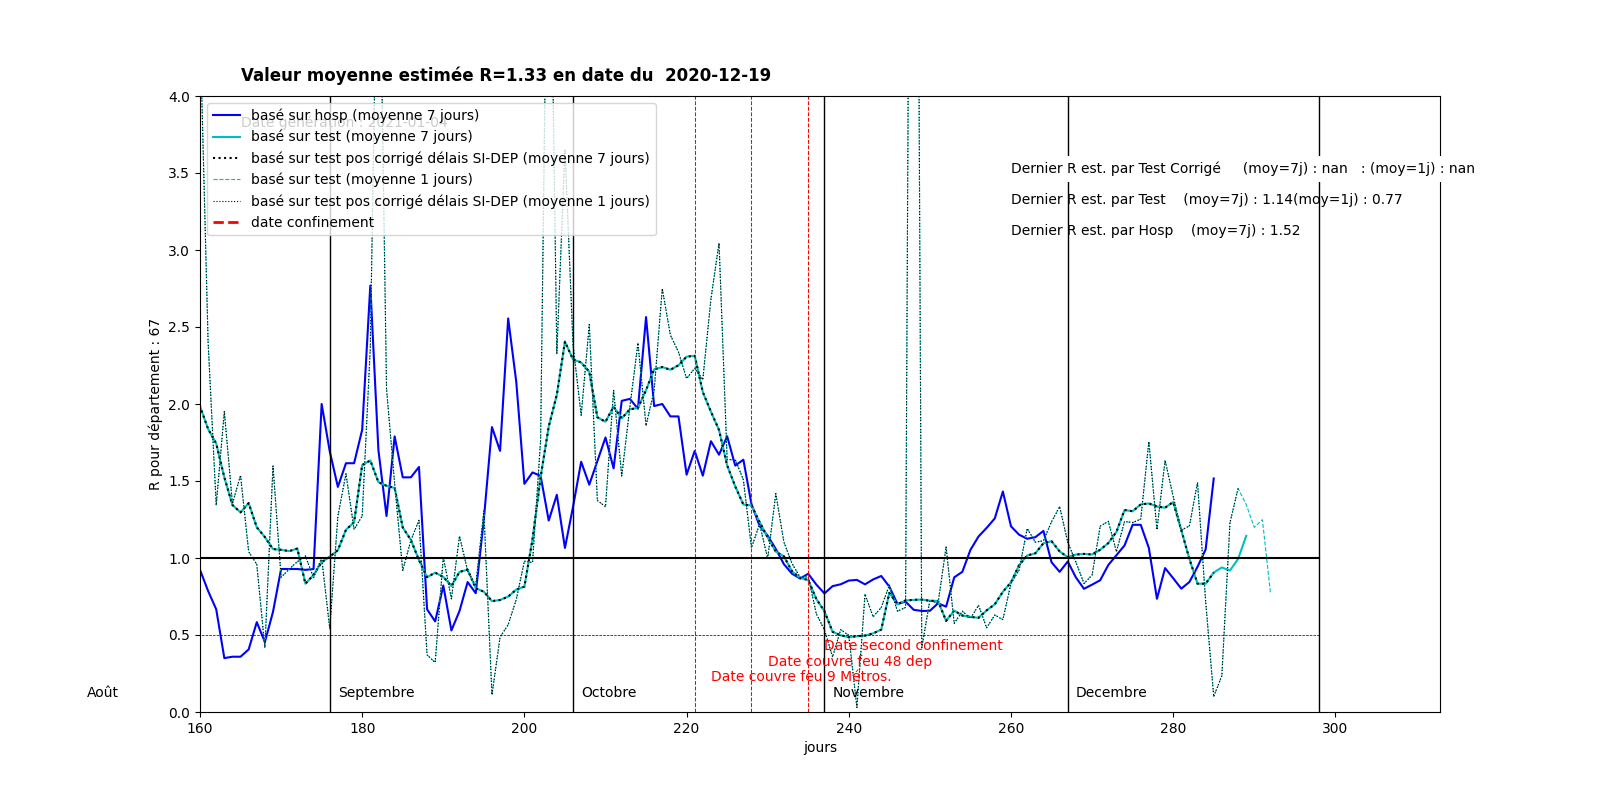 Valeur moyenne estimée R=1.33 en date du  2020-12-19
Date génération : 2021-01-04
basé sur hosp (moyenne 7 jours)
basé sur test (moyenne 7 jours)
basé sur test pos corrigé délais SI-DEP (moyenne 7 jours)
basé sur test (moyenne 1 jours)
basé sur test pos corrigé délais SI-DEP (moyenne 1 jours)
date confinement
Dernier R est. par Test Corrigé     (moy=7j) : nan   : (moy=1j) : nan
Dernier R est. par Test    (moy=7j) : 1.14(moy=1j) : 0.77
Dernier R est. par Hosp    (moy=7j) : 1.52
R pour département : 67
4.0
3.5
3.0
2.5
2.0
1.5
1.0
0.5
0.0
Date second confinement
Date couvre feu 48 dep
Date couvre feu 9 Métros.
Août
Septembre
Octobre
Novembre
Decembre
160
180
200
220
240
260
280
300
jours